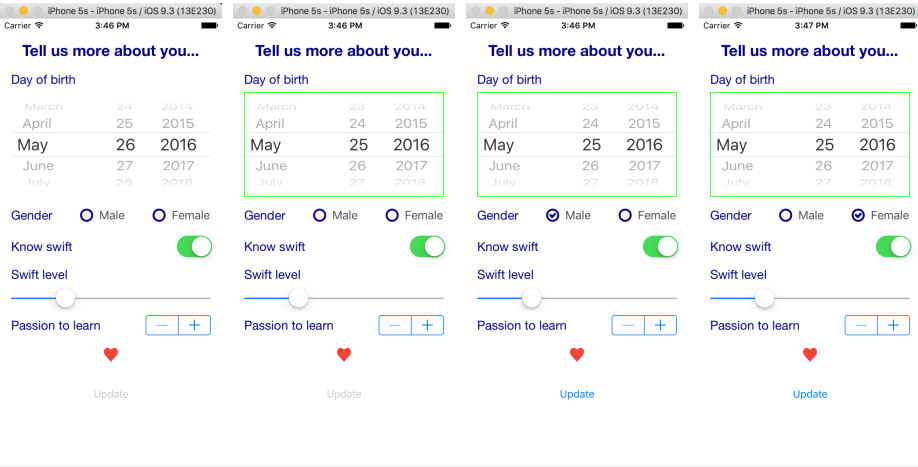 iPhone 5s - iPhone 5s / iOS 9.3 (13E230)
Carrier 3:46 PM
Tell us more about you...
Day of birth
March 24 2014
April 25 2015
May 26 2016
June 27 2017
July 28 2018
Gender Male Female
Know swift
Swift level
Passion to learn
Update
iPhone 5s - iPhone 5s / iOS 9.3 (13E230)
Carrier 3:46 PM
Tell us more about you...
Day of birth
March 23 2014
April 24 2015
May 25 2016
June 26 2017
July 27 2018
Gender Male Female
Know swift
Swift level
Passion to learn
Update
iPhone 5s - iPhone 5s / iOS 9.3 (13E230)
Carrier 3:46 PM
Tell us more about you...
Day of birth
March 23 2014
April 24 2015
May 25 2016
June 26 2017
July 27 2018
Gender Male Female
Know swift
Swift level
Passion to learn
Update
iPhone 5s - iPhone 5s / iOS 9.3 (13E230)
Carrier 3:47 PM
Tell us more about you...
Day of birth
March 23 2014
April 24 2015
May 25 2016
June 26 2017
July 27 2018
Gender Male Female
Know swift
Swift level
Passion to learn
Update